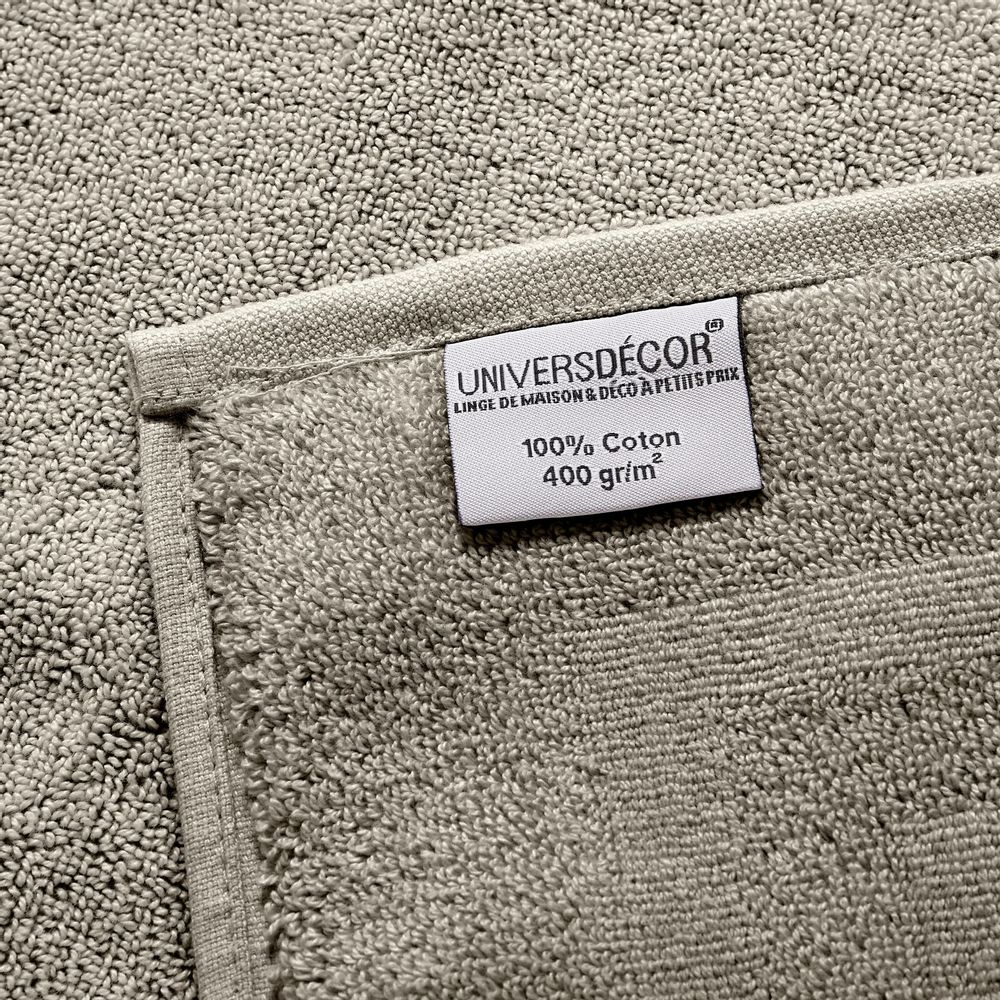 UNIVERSDÉCOR®
LINGE DE MAISON & DÉCO À PETITS PRIX
100% Coton
400 gr/m²